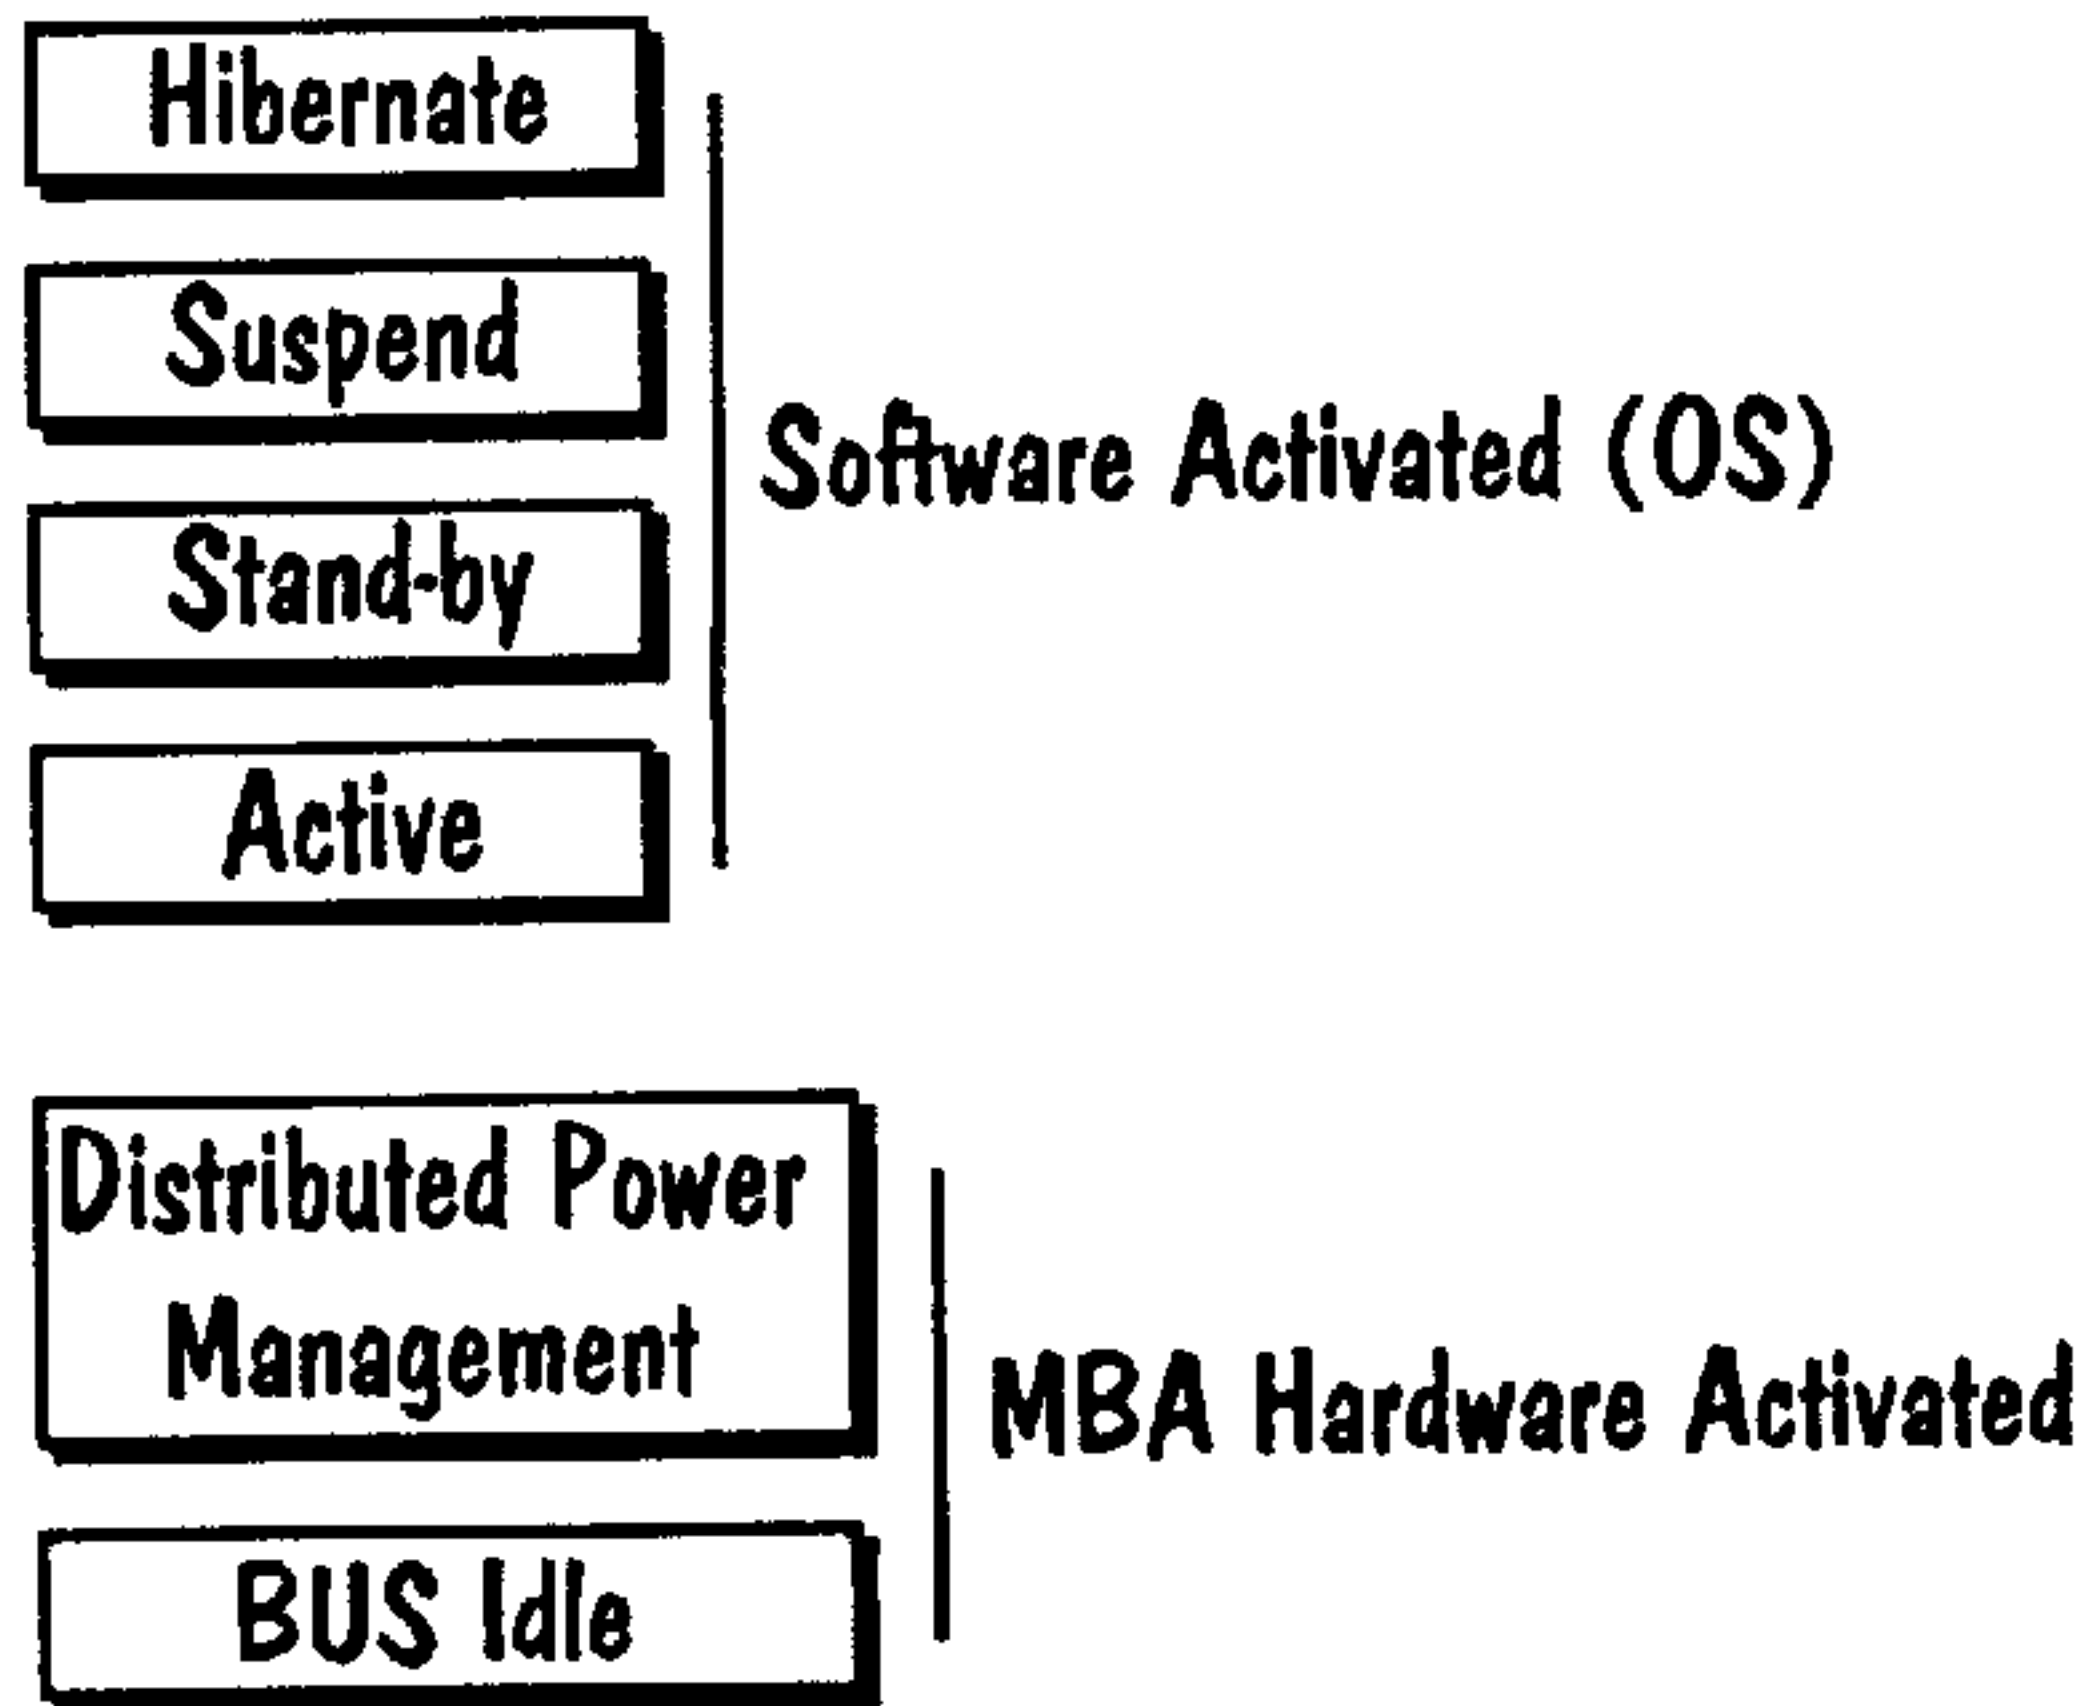 Hibernate
Suspend
Software Activated (OS)
Stand-by
Active
Distributed Power
Management
MBA Hardware Activated
BUS Idle